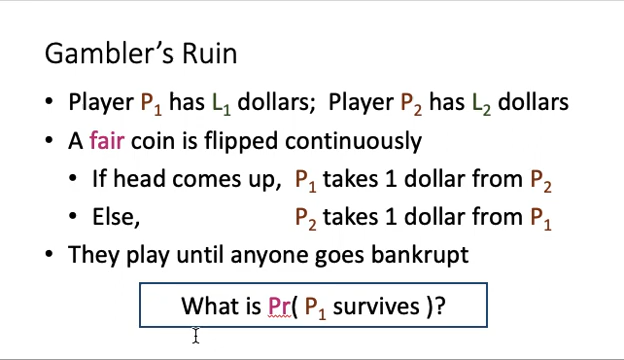 Gambler’s Ruin
• Player P₁ has L₁ dollars; Player P₂ has L₂ dollars
• A fair coin is flipped continuously
• If head comes up, P₁ takes 1 dollar from P₂
• Else, P₂ takes 1 dollar from P₁
• They play until anyone goes bankrupt
What is Pr( P₁ survives )?